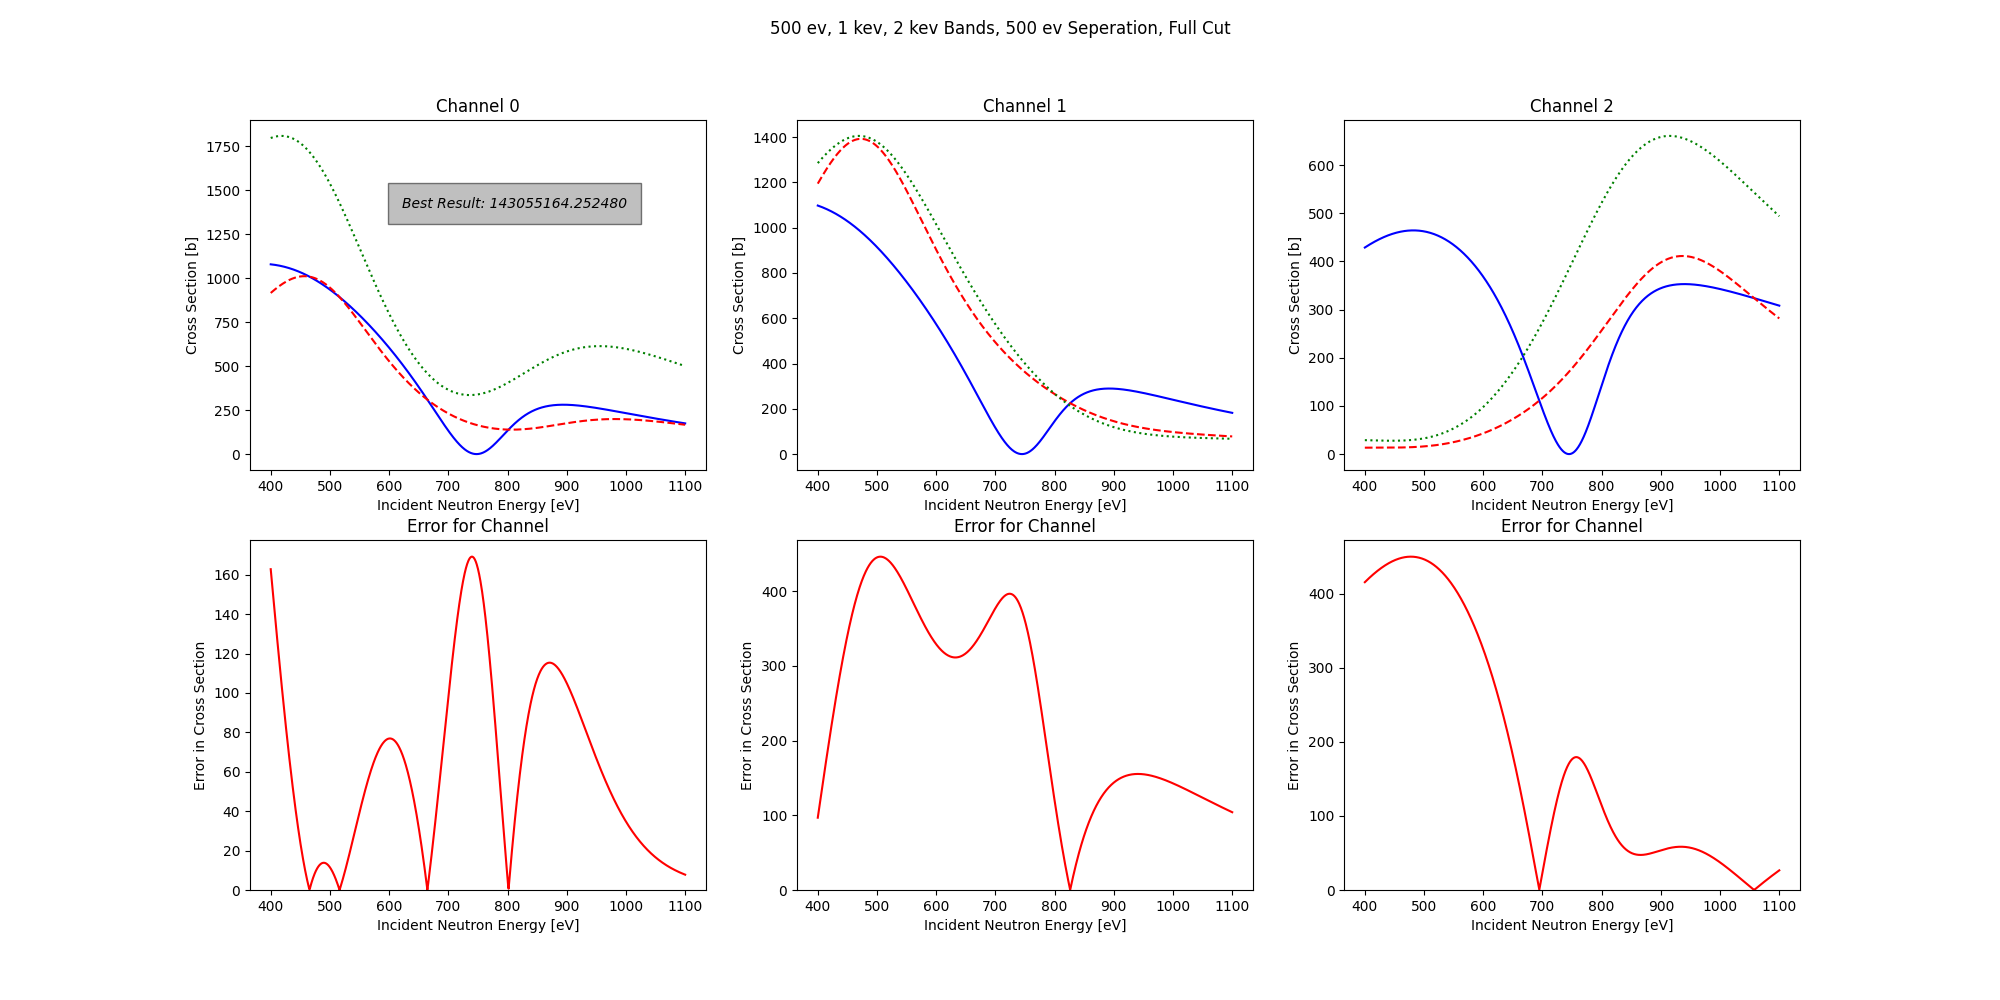 500 ev, 1 kev, 2 kev Bands, 500 ev Seperation, Full Cut
Channel 0
Cross Section [b]
1750
1500
1250
1000
750
500
250
0
Best Result: 143055164.252480
400 500 600 700 800 900 1000 1100
Incident Neutron Energy [eV]
Channel 1
Cross Section [b]
1400
1200
1000
800
600
400
200
0
400 500 600 700 800 900 1000 1100
Incident Neutron Energy [eV]
Channel 2
Cross Section [b]
600
500
400
300
200
100
0
400 500 600 700 800 900 1000 1100
Incident Neutron Energy [eV]
Error for Channel
Error in Cross Section
160
140
120
100
80
60
40
20
0
400 500 600 700 800 900 1000 1100
Incident Neutron Energy [eV]
Error for Channel
Error in Cross Section
400
300
200
100
0
400 500 600 700 800 900 1000 1100
Incident Neutron Energy [eV]
Error for Channel
Error in Cross Section
400
300
200
100
0
400 500 600 700 800 900 1000 1100
Incident Neutron Energy [eV]